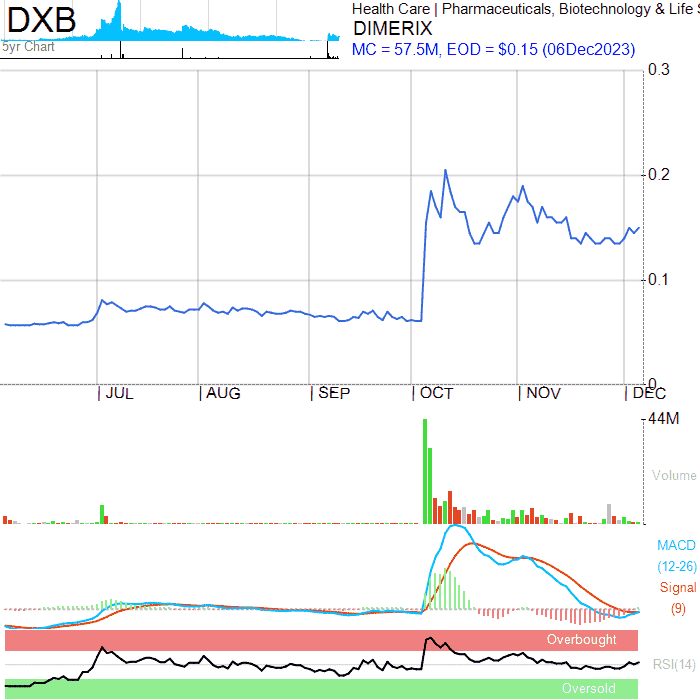 DXB
5yr Chart
Health Care | Pharmaceuticals, Biotechnology & Life S
DIMERIX
MC = 57.5M, EOD = $0.15 (06Dec2023)
0.3
0.2
0.1
0
JUL
AUG
SEP
OCT
NOV
DEC
44M
Volume
MACD
(12-26)
Signal
(9)
Overbought
RSI(14)
Oversold